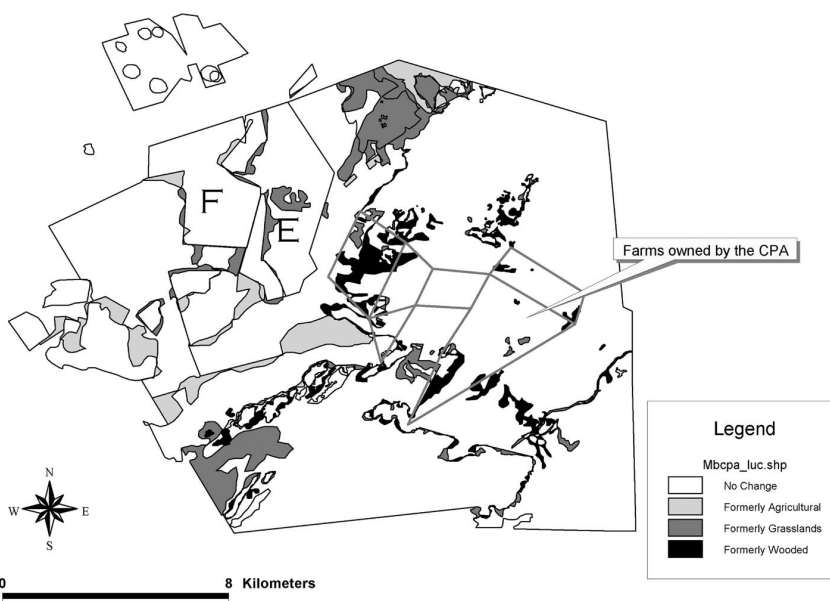 F
E
Farms owned by the CPA
Legend
Mbcpa_luc.shp
No Change
Formerly Agricultural
Formerly Grasslands
Formerly Wooded
N
W E
S
0 8 Kilometers